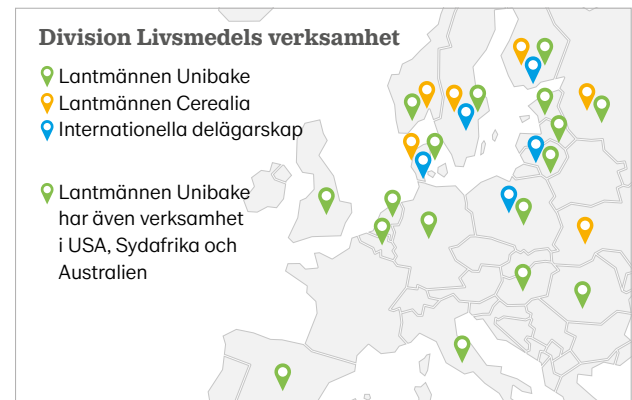 Division Livsmedels verksamhet
Lantmännen Unibake
Lantmännen Cerealia
Internationella delägarskap
Lantmännen Unibake
har även verksamhet
i USA, Sydafrika och
Australien